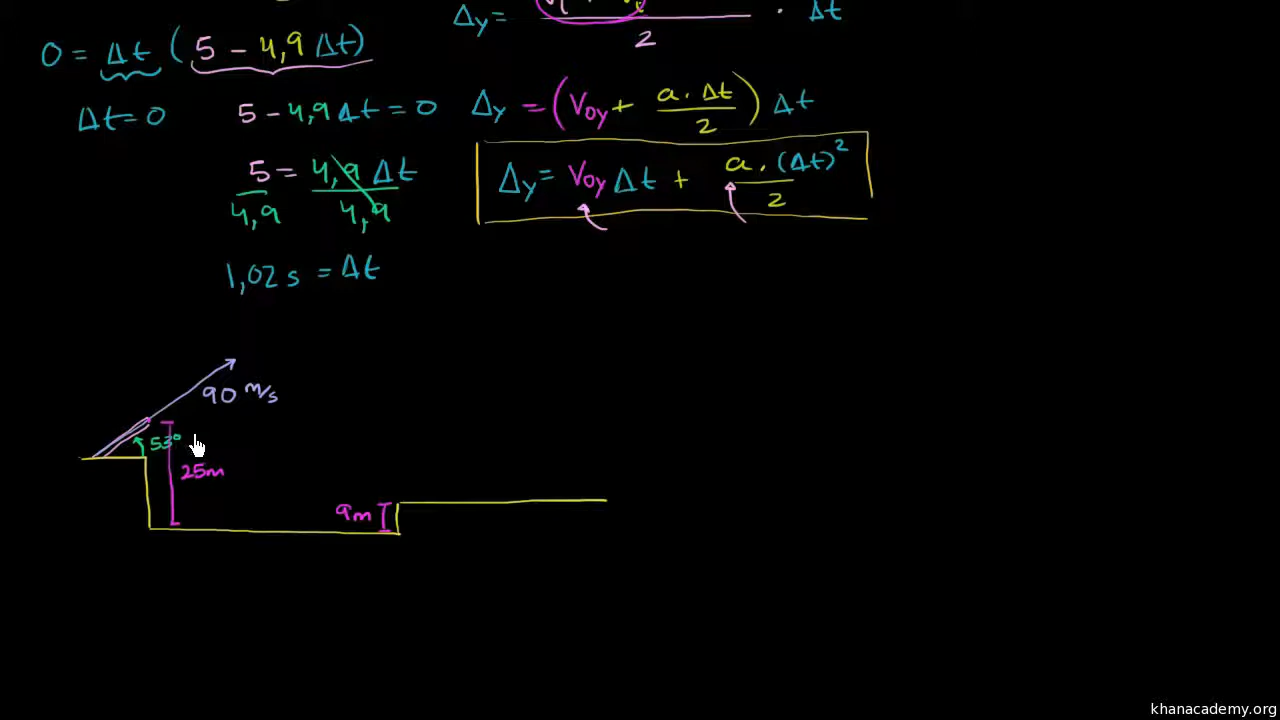 Δy = 2 · Δt
0 = Δt (5 - 4,9 Δt)
Δt = 0 5 - 4,9 Δt = 0
Δy = (Voy + a . Δt / 2) Δt
5 = 4,9 Δt
4,9 4,9
Δy = Voy Δt + a . (Δt)² / 2
1,02 s = Δt
90 m/s
53°
25m
9m
khanacademy.org